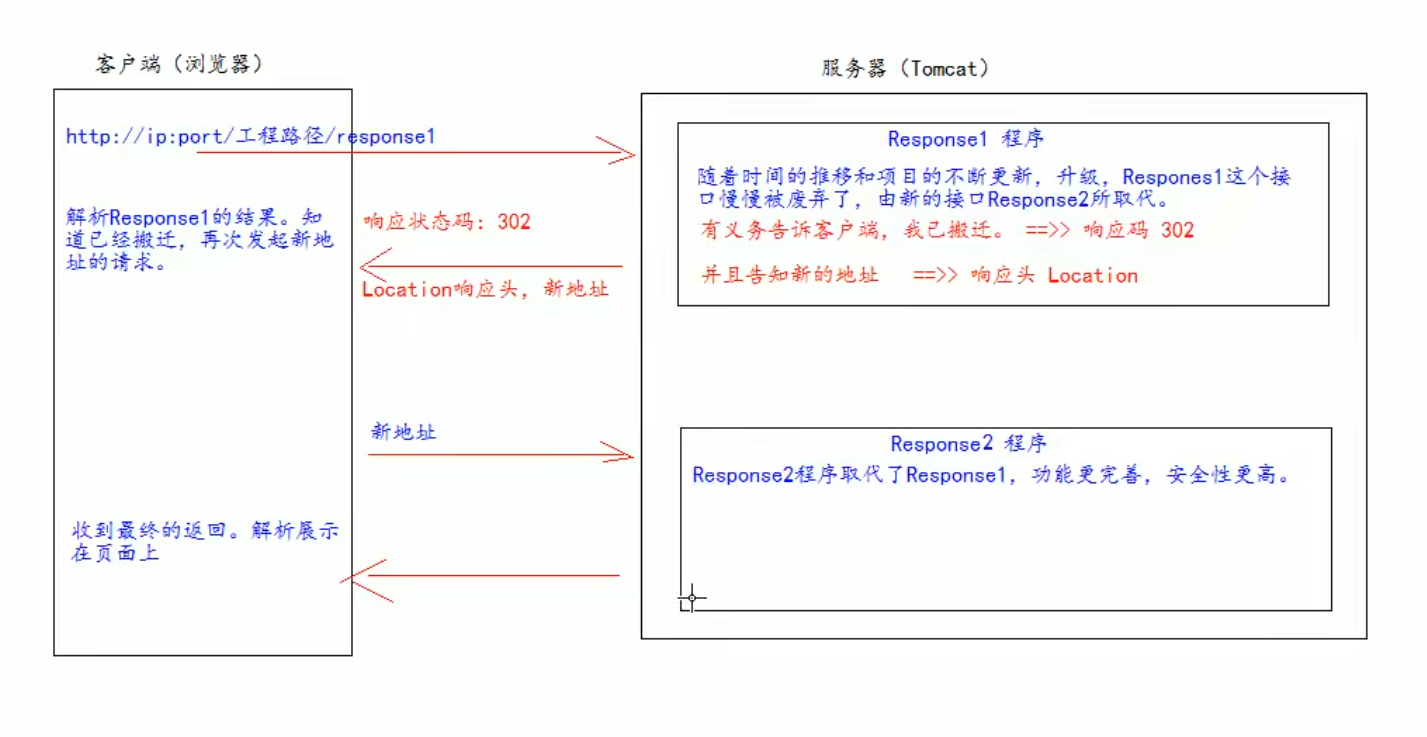 客户端（浏览器）
服务器（Tomcat）
http://ip:port/工程路径/response1
Response1 程序
随着时间的推移和项目的不断更新，升级，Respones1这个接
口慢慢被废弃了，由新的接口Response2所取代。
有义务告诉客户端，我已搬迁。 ==>> 响应码 302
并且告知新的地址 ==>> 响应头 Location
解析Response1的结果。知
道已经搬迁，再次发起新地
址的请求。
响应状态码：302
Location响应头，新地址
新地址
Response2 程序
Response2程序取代了Response1，功能更完善，安全性更高。
收到最终的返回。解析展示
在页面上